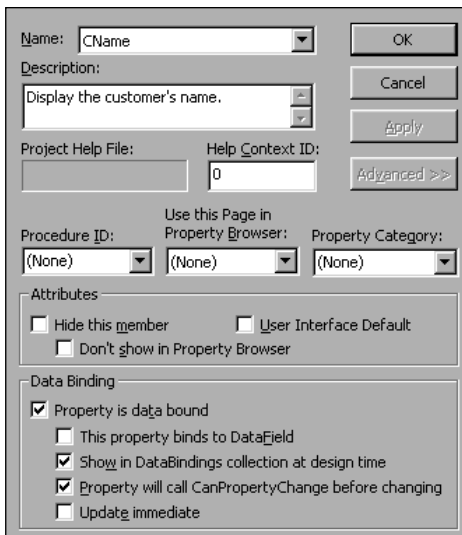 Name: CName OK
Description:
Display the customer's name. Cancel
Apply
Project Help File: Help Context ID:
0 Advanced >>
Use this Page in
Procedure ID: Property Browser: Property Category:
(None) (None) (None)
Attributes
Hide this member User Interface Default
Don't show in Property Browser
Data Binding
Property is data bound
This property binds to DataField
Show in DataBindings collection at design time
Property will call CanPropertyChange before changing
Update immediate